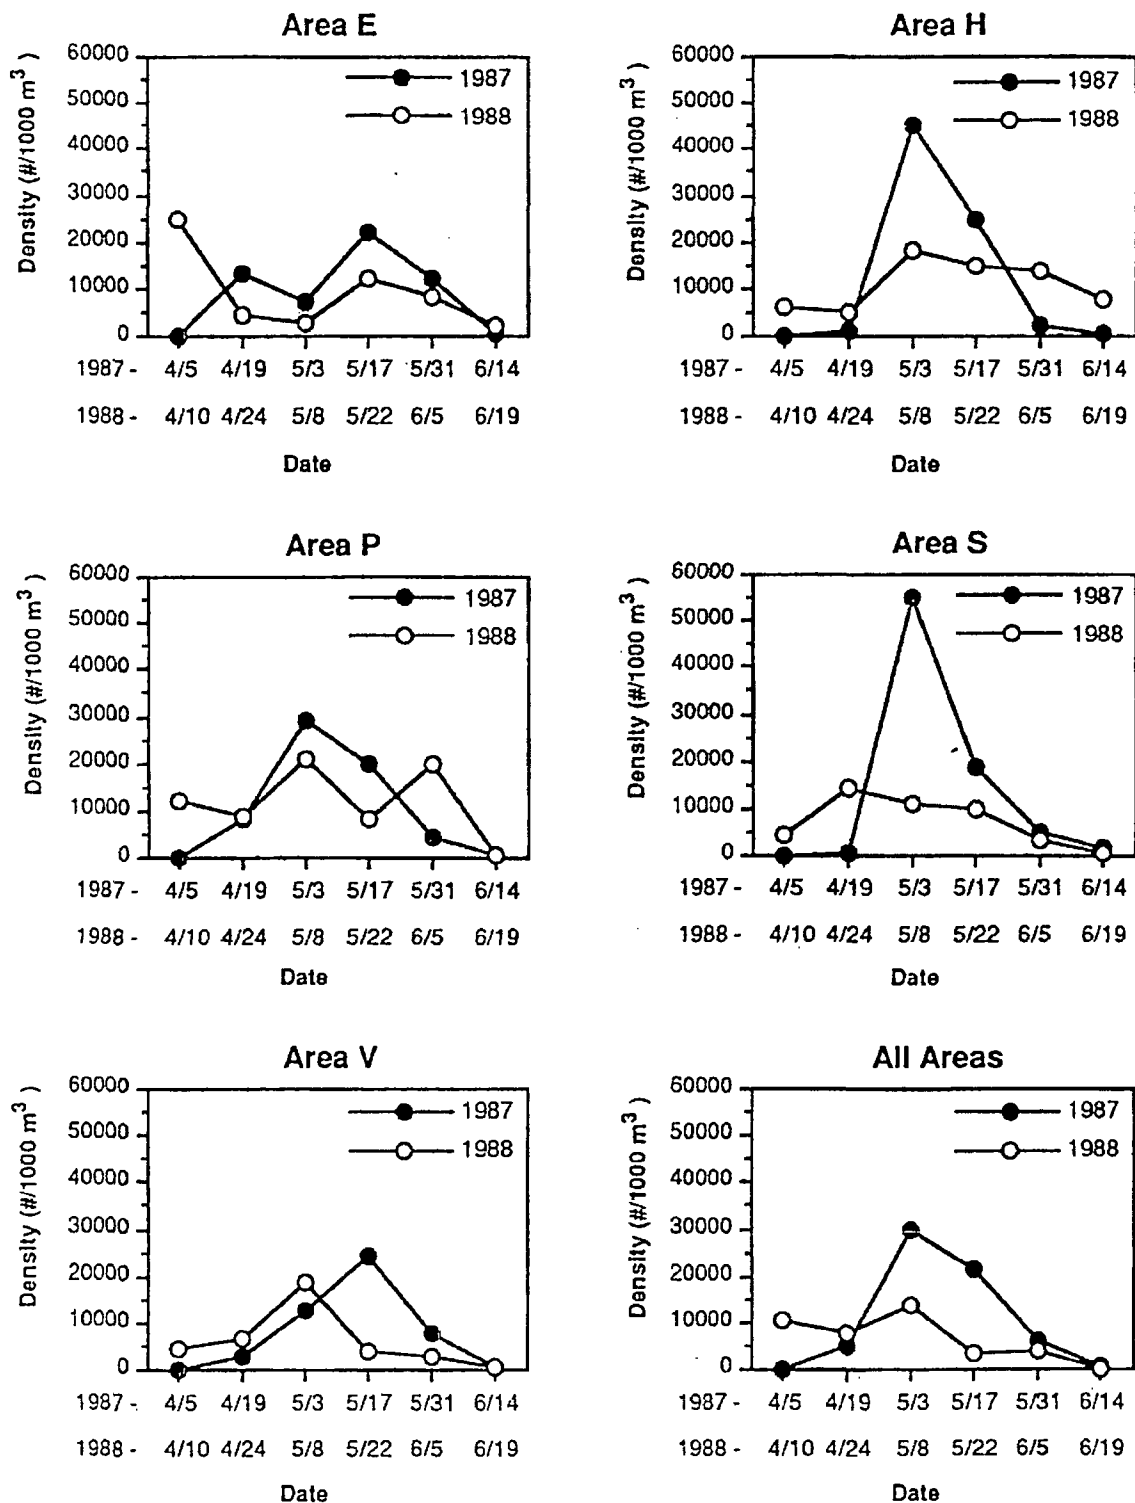 Area E
Density (#/1000 m³ )
60000
50000
40000
30000
20000
10000
0
1987
1988
1987 - 4/5 4/19 5/3 5/17 5/31 6/14
1988 - 4/10 4/24 5/8 5/22 6/5 6/19
Date
Area H
Density (#/1000 m³ )
60000
50000
40000
30000
20000
10000
0
1987
1988
1987 - 4/5 4/19 5/3 5/17 5/31 6/14
1988 - 4/10 4/24 5/8 5/22 6/5 6/19
Date
Area P
Density (#/1000 m³ )
60000
50000
40000
30000
20000
10000
0
1987
1988
1987 - 4/5 4/19 5/3 5/17 5/31 6/14
1988 - 4/10 4/24 5/8 5/22 6/5 6/19
Date
Area S
Density (#/1000 m³ )
60000
50000
40000
30000
20000
10000
0
1987
1988
1987 - 4/5 4/19 5/3 5/17 5/31 6/14
1988 - 4/10 4/24 5/8 5/22 6/5 6/19
Date
Area V
Density (#/1000 m³ )
60000
50000
40000
30000
20000
10000
0
1987
1988
1987 - 4/5 4/19 5/3 5/17 5/31 6/14
1988 - 4/10 4/24 5/8 5/22 6/5 6/19
Date
All Areas
Density (#/1000 m³ )
60000
50000
40000
30000
20000
10000
0
1987
1988
1987 - 4/5 4/19 5/3 5/17 5/31 6/14
1988 - 4/10 4/24 5/8 5/22 6/5 6/19
Date